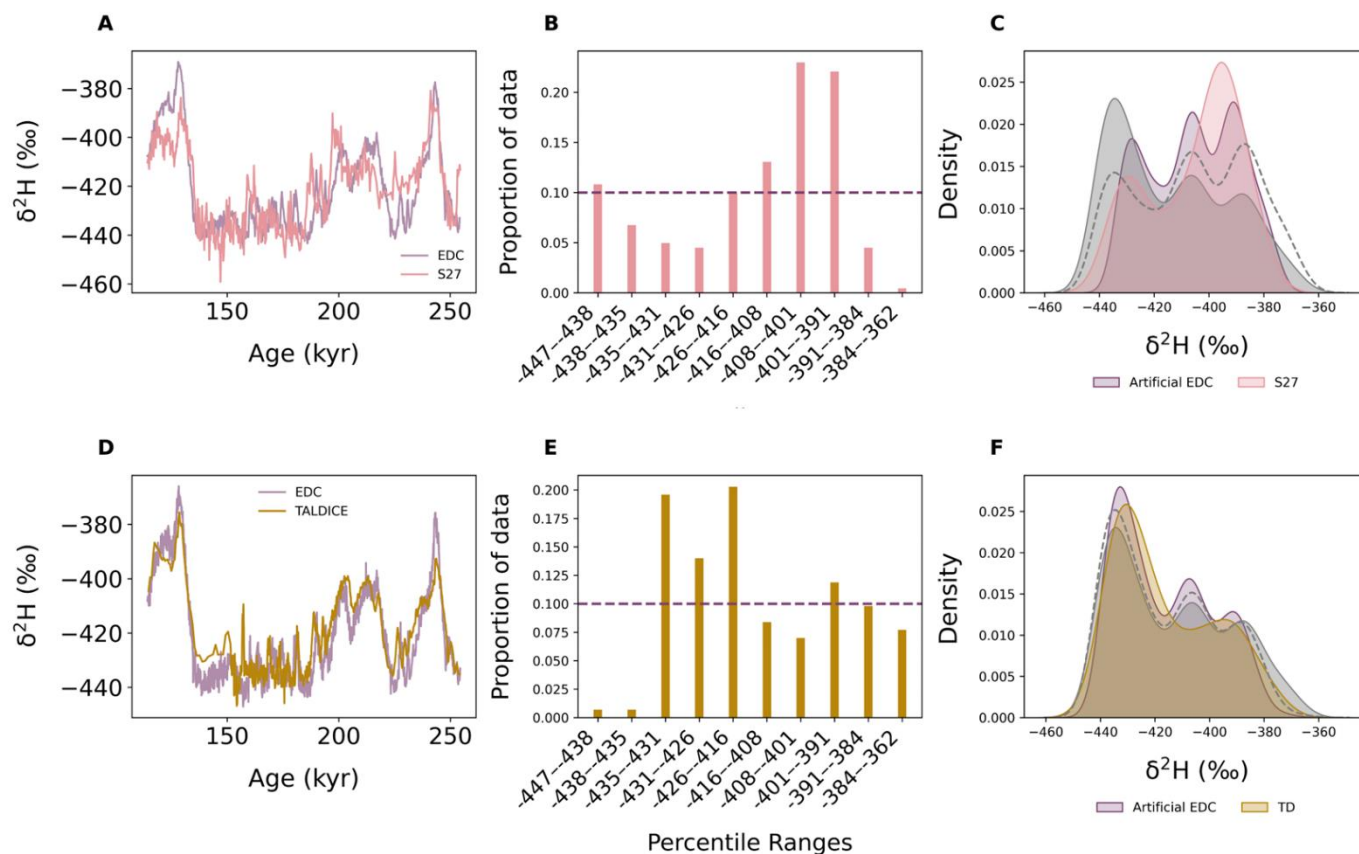 A
δ²H (‰)
−380
−400
−420
−440
−460
150
200
250
Age (kyr)
EDC
S27
B
Proportion of data
0.20
0.15
0.10
0.05
0.00
-447--438
-438--435
-435--431
-431--426
-426--416
-416--408
-408--401
-401--391
-391--384
-384--362
C
Density
0.025
0.020
0.015
0.010
0.005
0.000
−460
−440
−420
−400
−380
−360
δ²H (‰)
Artificial EDC
S27
D
δ²H (‰)
−380
−400
−420
−440
150
200
250
Age (kyr)
EDC
TALDICE
E
Proportion of data
0.200
0.175
0.150
0.125
0.100
0.075
0.050
0.025
0.000
-447--438
-438--435
-435--431
-431--426
-426--416
-416--408
-408--401
-401--391
-391--384
-384--362
Percentile Ranges
F
Density
0.025
0.020
0.015
0.010
0.005
0.000
−460
−440
−420
−400
−380
−360
δ²H (‰)
Artificial EDC
TD